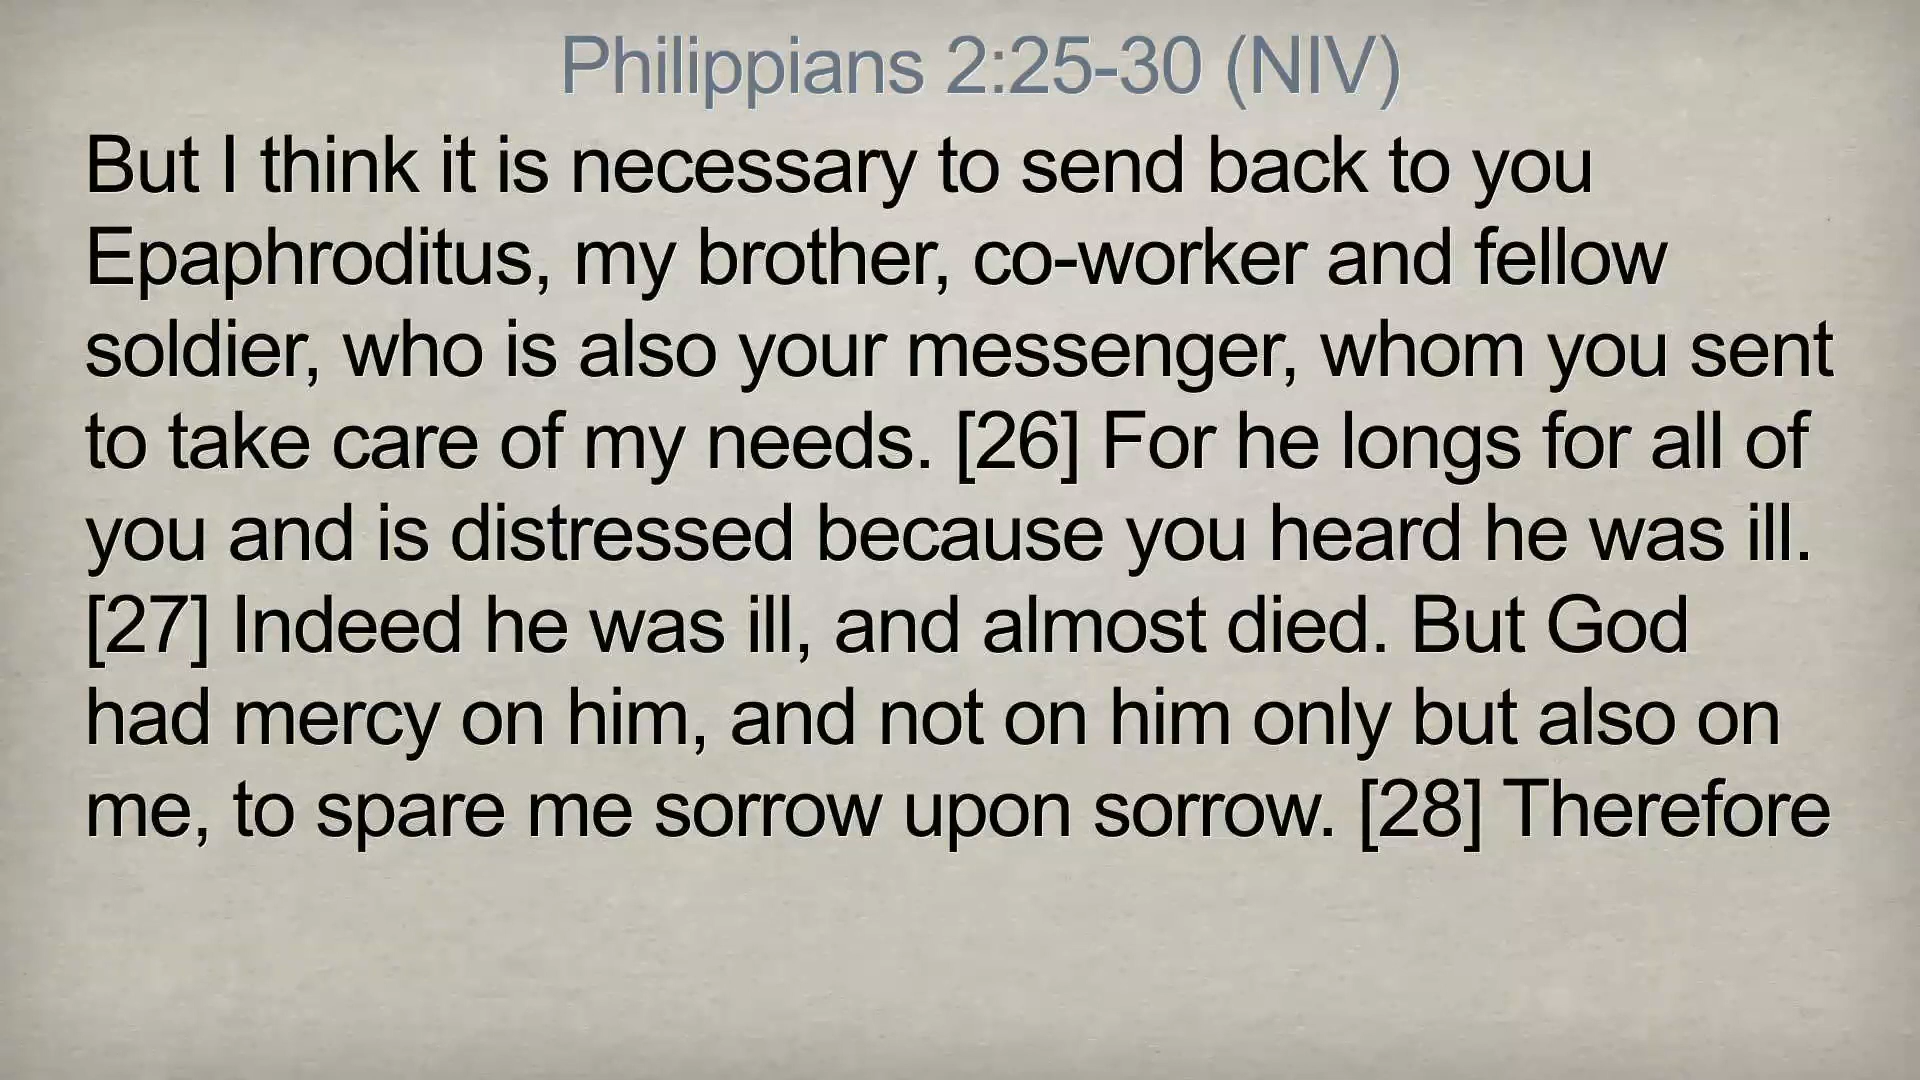 Philippians 2:25-30 (NIV)
But I think it is necessary to send back to you
Epaphroditus, my brother, co-worker and fellow
soldier, who is also your messenger, whom you sent
to take care of my needs. [26] For he longs for all of
you and is distressed because you heard he was ill.
[27] Indeed he was ill, and almost died. But God
had mercy on him, and not on him only but also on
me, to spare me sorrow upon sorrow. [28] Therefore